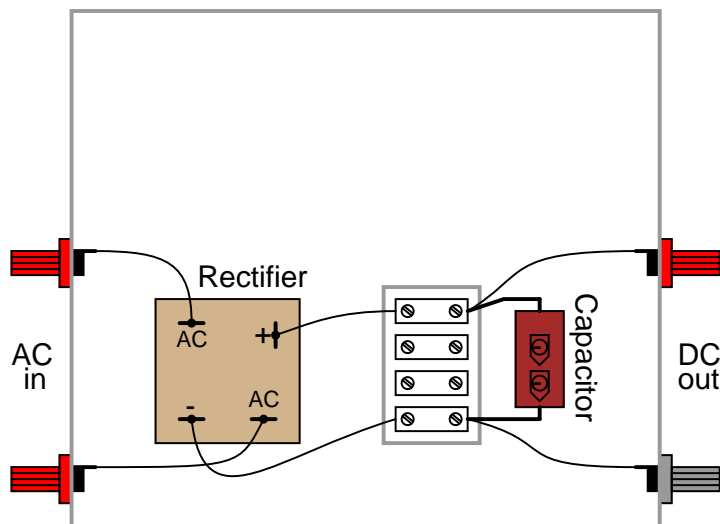 Rectifier
AC
+
-
AC
AC
in
Capacitor
DC
out